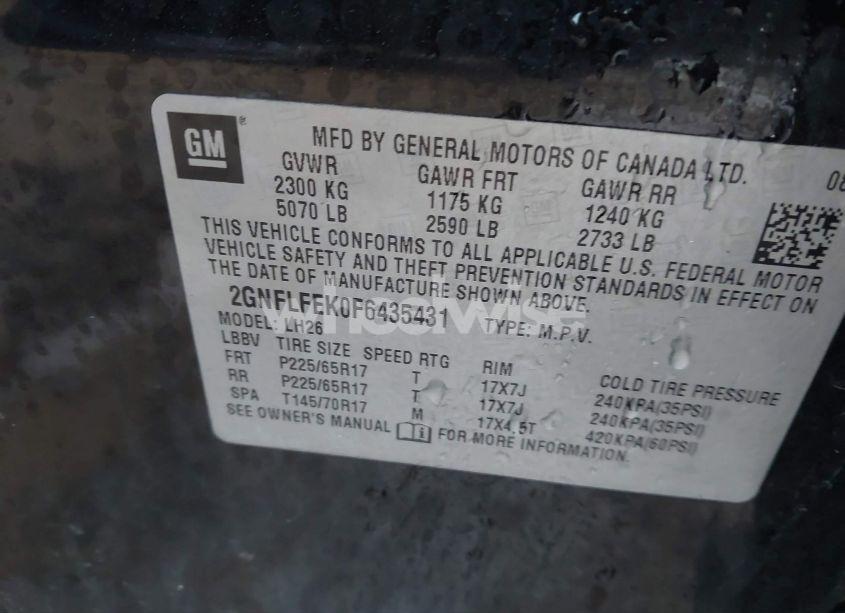 GM ®
MFD BY GENERAL MOTORS OF CANADA LTD. 08
GVWR GAWR FRT GAWR RR
2300 KG 1175 KG 1240 KG
5070 LB 2590 LB 2733 LB
THIS VEHICLE CONFORMS TO ALL APPLICABLE U.S. FEDERAL MOTOR
VEHICLE SAFETY AND THEFT PREVENTION STANDARDS IN EFFECT ON
THE DATE OF MANUFACTURE SHOWN ABOVE.
2GNFLFEK0F6435431 TYPE: M.P.V.
MODEL: LH26
LBBV TIRE SIZE SPEED RTG RIM COLD TIRE PRESSURE
FRT P225/65R17 T 17X7J 240KPA(35PSI)
RR P225/65R17 T 17X7J 240KPA(35PSI)
SPA T145/70R17 M 17X4.5T 420KPA(60PSI)
SEE OWNER'S MANUAL FOR MORE INFORMATION.
wheelwise